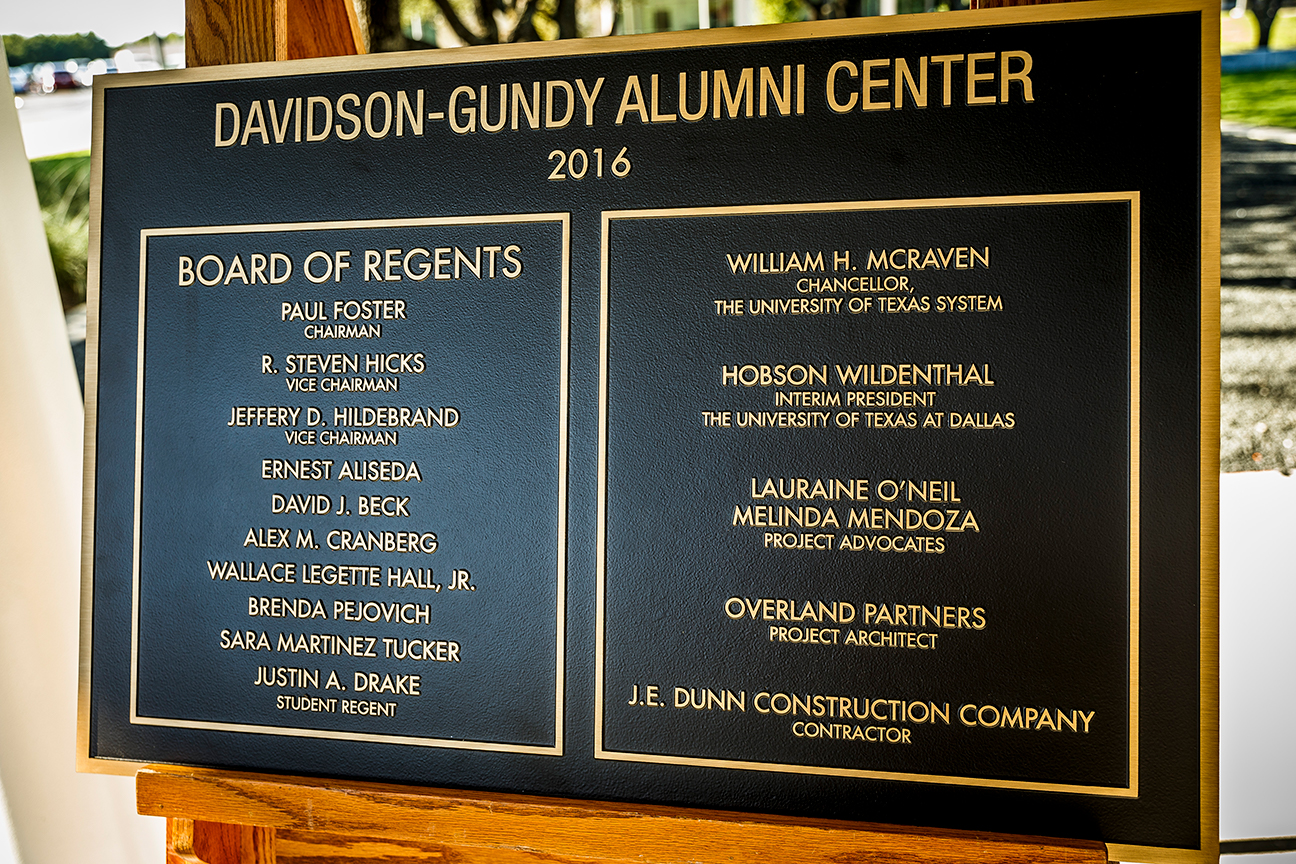 DAVIDSON-GUNDY ALUMNI CENTER
2016
BOARD OF REGENTS
PAUL FOSTER
CHAIRMAN
R. STEVEN HICKS
VICE CHAIRMAN
JEFFERY D. HILDEBRAND
VICE CHAIRMAN
ERNEST ALISEDA
DAVID J. BECK
ALEX M. CRANBERG
WALLACE LEGETTE HALL, JR.
BRENDA PEJOVICH
SARA MARTINEZ TUCKER
JUSTIN A. DRAKE
STUDENT REGENT
WILLIAM H. MCRAVEN
CHANCELLOR,
THE UNIVERSITY OF TEXAS SYSTEM
HOBSON WILDENTHAL
INTERIM PRESIDENT
THE UNIVERSITY OF TEXAS AT DALLAS
LAURAINE O'NEIL
MELINDA MENDOZA
PROJECT ADVOCATES
OVERLAND PARTNERS
PROJECT ARCHITECT
J.E. DUNN CONSTRUCTION COMPANY
CONTRACTOR